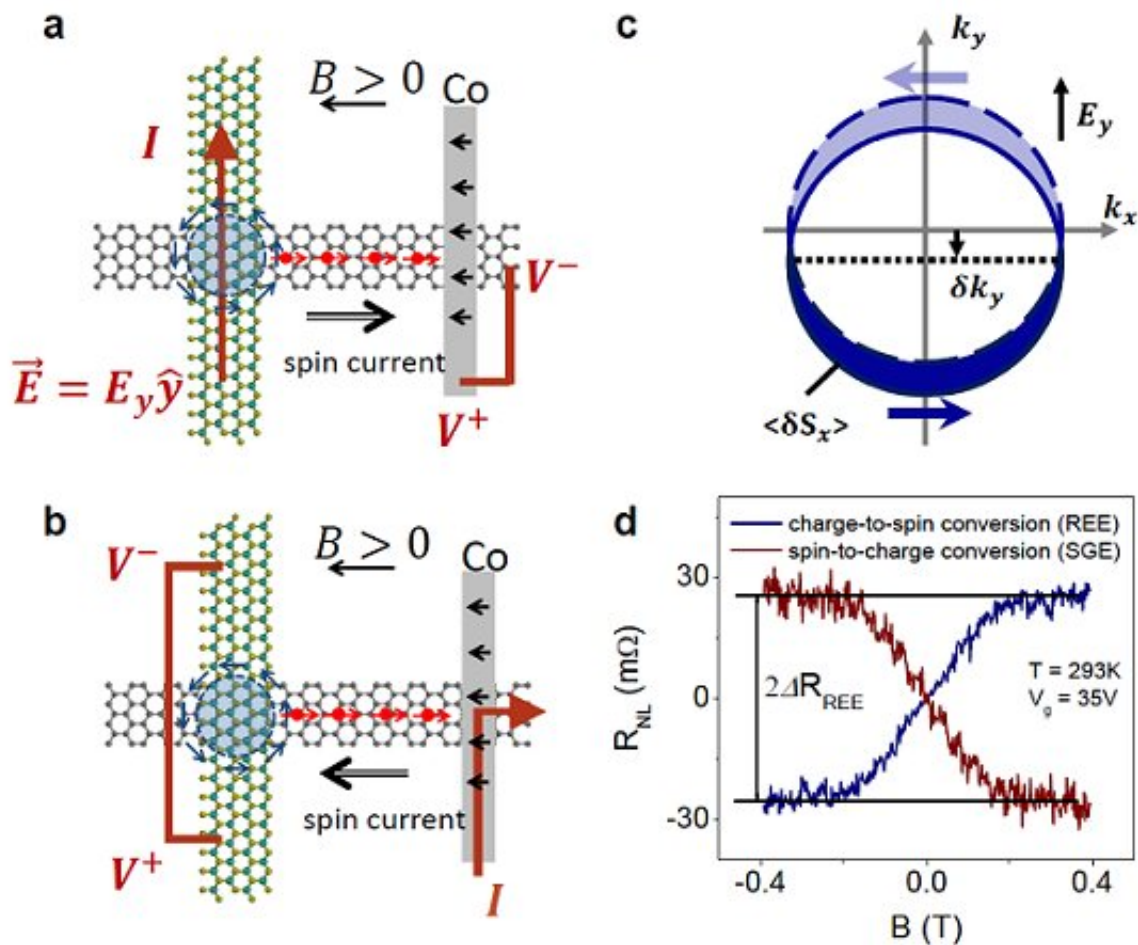 a
B > 0
Co
I
V⁻
spin current
E⃗ = E_y ŷ
V⁺
c
k_y
E_y
k_x
δk_y
<δS_x>
b
V⁻
B > 0
Co
spin current
V⁺
I
d
charge-to-spin conversion (REE)
spin-to-charge conversion (SGE)
30
0
-30
R_NL (mΩ)
2ΔR_REE
T = 293K
V_g = 35V
-0.4
0.0
0.4
B (T)